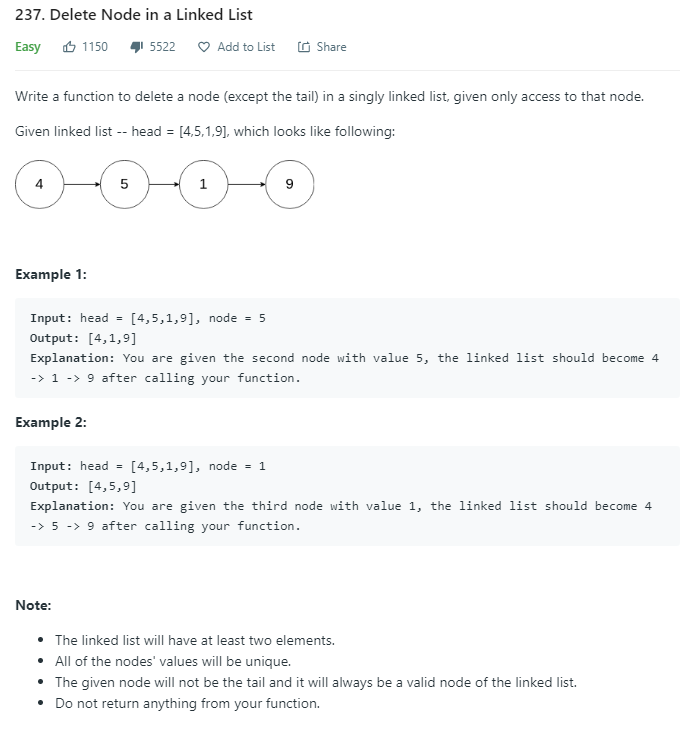 237. Delete Node in a Linked List
Easy 1150 5522 Add to List Share
Write a function to delete a node (except the tail) in a singly linked list, given only access to that node.
Given linked list -- head = [4,5,1,9], which looks like following:
4 5 1 9
Example 1:
Input: head = [4,5,1,9], node = 5
Output: [4,1,9]
Explanation: You are given the second node with value 5, the linked list should become 4
-> 1 -> 9 after calling your function.
Example 2:
Input: head = [4,5,1,9], node = 1
Output: [4,5,9]
Explanation: You are given the third node with value 1, the linked list should become 4
-> 5 -> 9 after calling your function.
Note:
• The linked list will have at least two elements.
• All of the nodes' values will be unique.
• The given node will not be the tail and it will always be a valid node of the linked list.
• Do not return anything from your function.